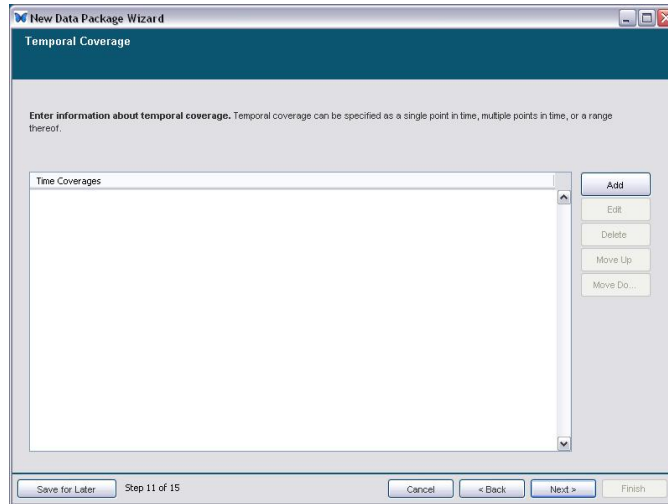 New Data Package Wizard
Temporal Coverage
Enter information about temporal coverage. Temporal coverage can be specified as a single point in time, multiple points in time, or a range
thereof.
Time Coverages
Add
Edit
Delete
Move Up
Move Do...
Save for Later
Step 11 of 15
Cancel
< Back
Next >
Finish